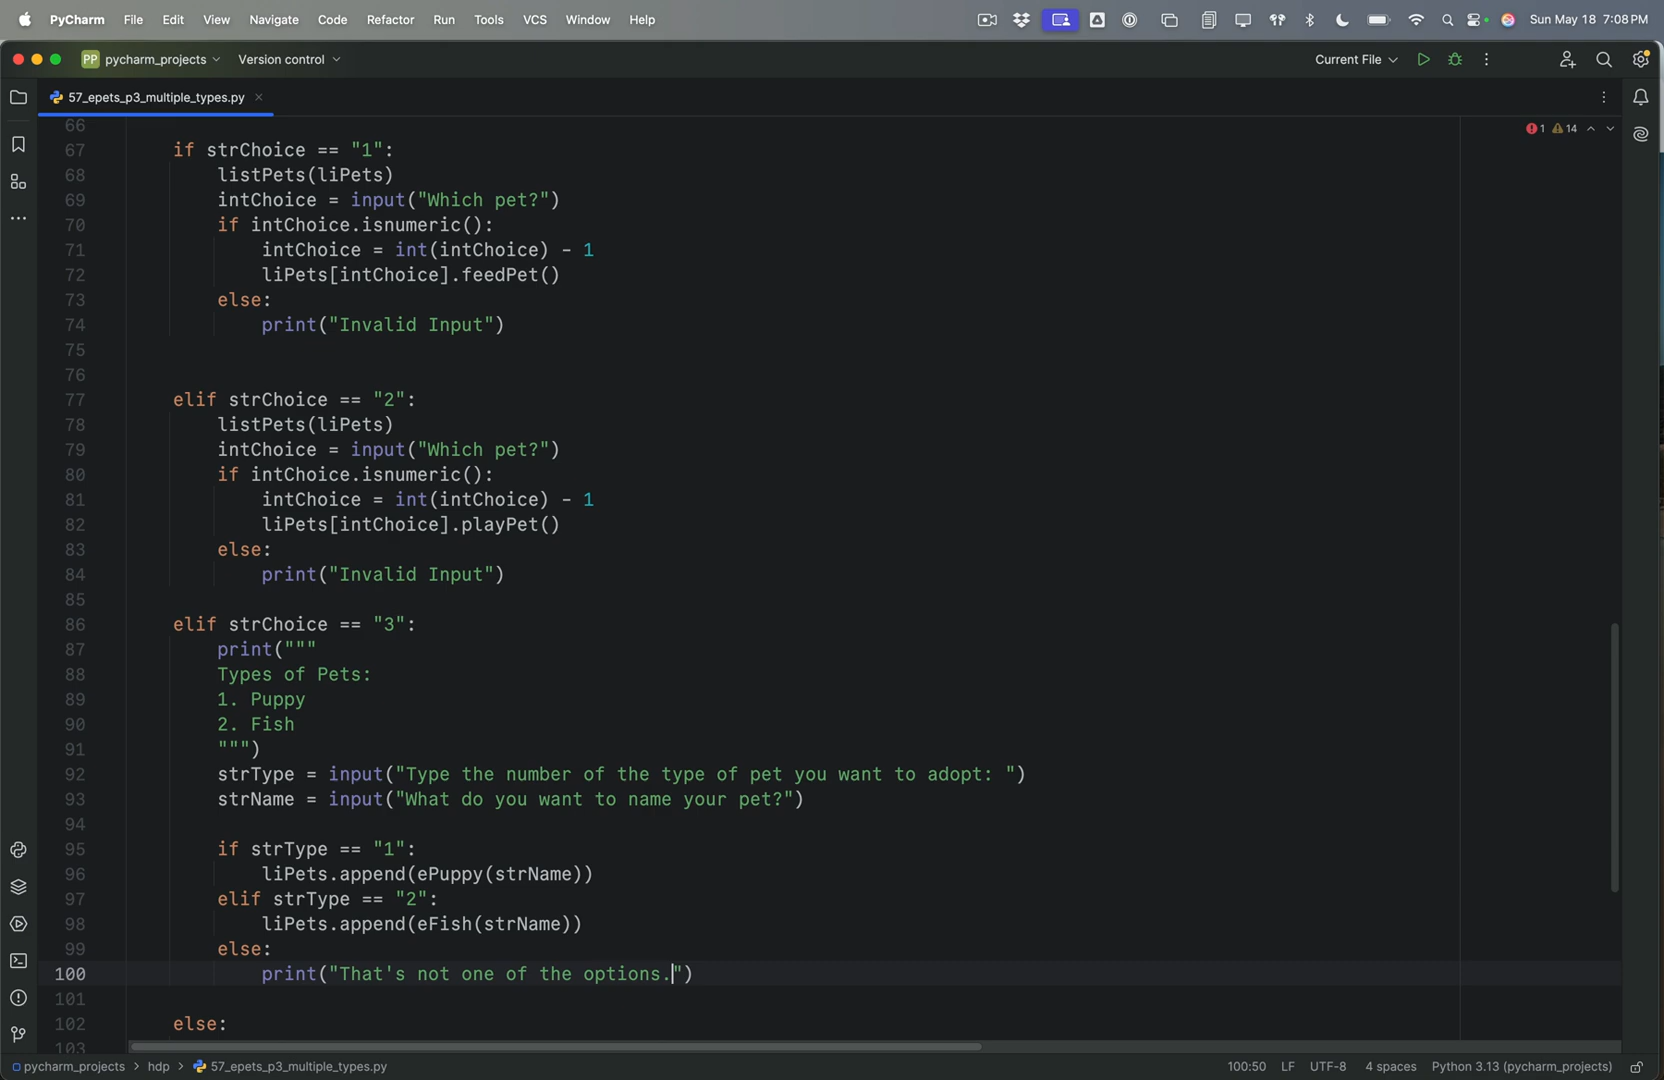 PyCharm File Edit View Navigate Code Refactor Run Tools VCS Window Help Sun May 18 7:08 PM
PP pycharm_projects Version control Current File
57_epets_p3_multiple_types.py
1 14
66
67 if strChoice == "1":
68 listPets(liPets)
69 intChoice = input("Which pet?")
70 if intChoice.isnumeric():
71 intChoice = int(intChoice) - 1
72 liPets[intChoice].feedPet()
73 else:
74 print("Invalid Input")
75
76
77 elif strChoice == "2":
78 listPets(liPets)
79 intChoice = input("Which pet?")
80 if intChoice.isnumeric():
81 intChoice = int(intChoice) - 1
82 liPets[intChoice].playPet()
83 else:
84 print("Invalid Input")
85
86 elif strChoice == "3":
87 print("""
88 Types of Pets:
89 1. Puppy
90 2. Fish
91 """)
92 strType = input("Type the number of the type of pet you want to adopt: ")
93 strName = input("What do you want to name your pet?")
94
95 if strType == "1":
96 liPets.append(ePuppy(strName))
97 elif strType == "2":
98 liPets.append(eFish(strName))
99 else:
100 print("That's not one of the options.")
101
102 else:
103
pycharm_projects > hdp > 57_epets_p3_multiple_types.py 100:50 LF UTF-8 4 spaces Python 3.13 (pycharm_projects)